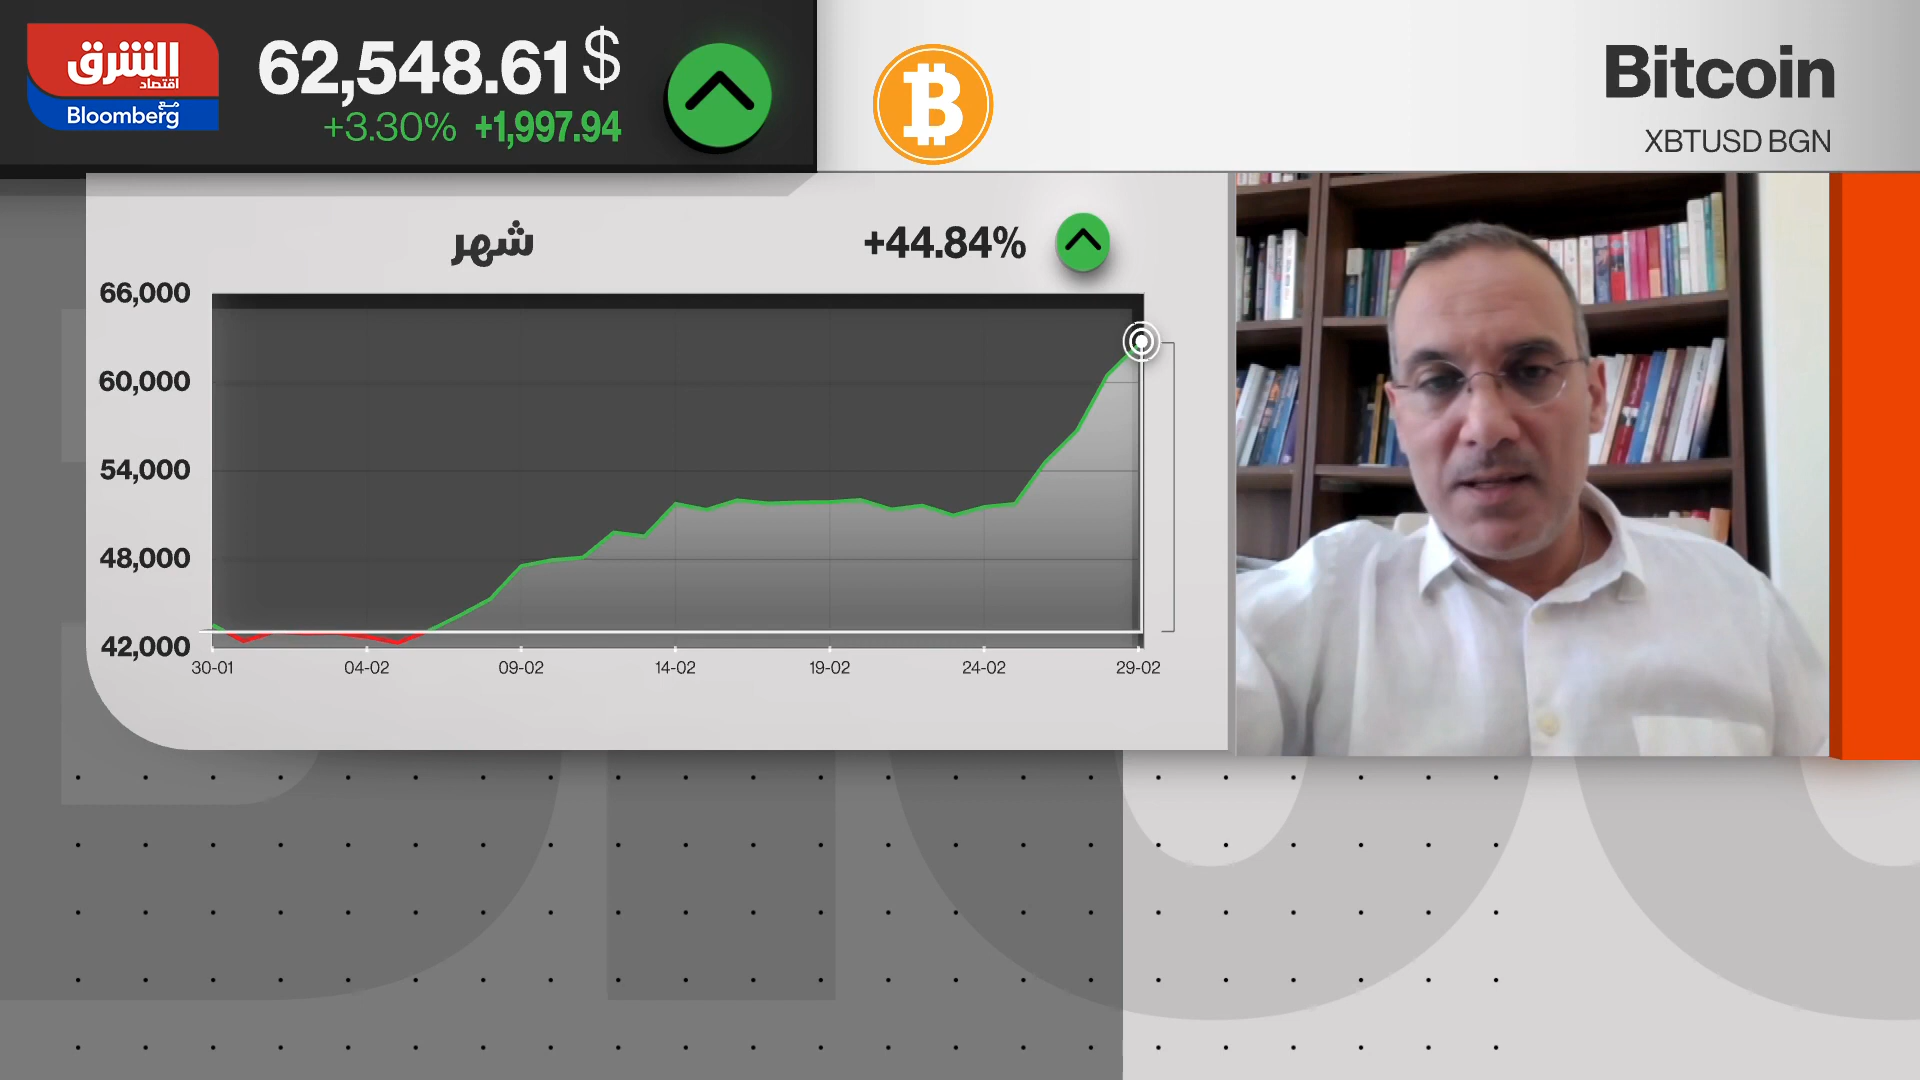 الشرق
اقتصاد
مع
Bloomberg
62,548.61 $
+3.30% +1,997.94
Bitcoin
XBTUSD BGN
شهر
+44.84%
66,000
60,000
54,000
48,000
42,000
30-01 04-02 09-02 14-02 19-02 24-02 29-02